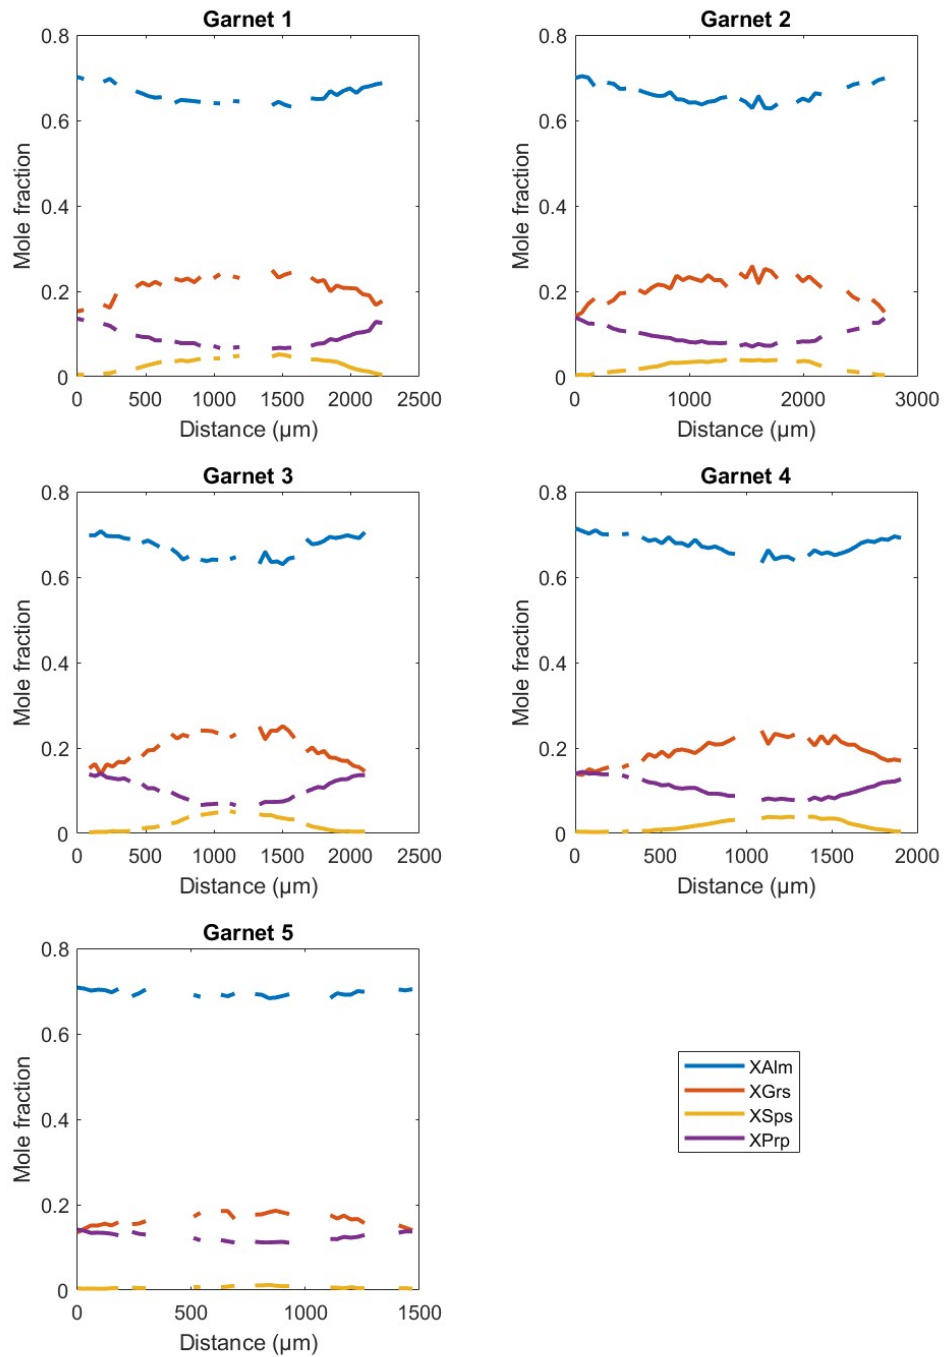 Garnet 1
Mole fraction
0.8
0.6
0.4
0.2
0
0 500 1000 1500 2000 2500
Distance (µm)
Garnet 2
Mole fraction
0.8
0.6
0.4
0.2
0
0 1000 2000 3000
Distance (µm)
Garnet 3
Mole fraction
0.8
0.6
0.4
0.2
0
0 500 1000 1500 2000 2500
Distance (µm)
Garnet 4
Mole fraction
0.8
0.6
0.4
0.2
0
0 500 1000 1500 2000
Distance (µm)
Garnet 5
Mole fraction
0.8
0.6
0.4
0.2
0
0 500 1000 1500
Distance (µm)
XAlm
XGrs
XSps
XPrp